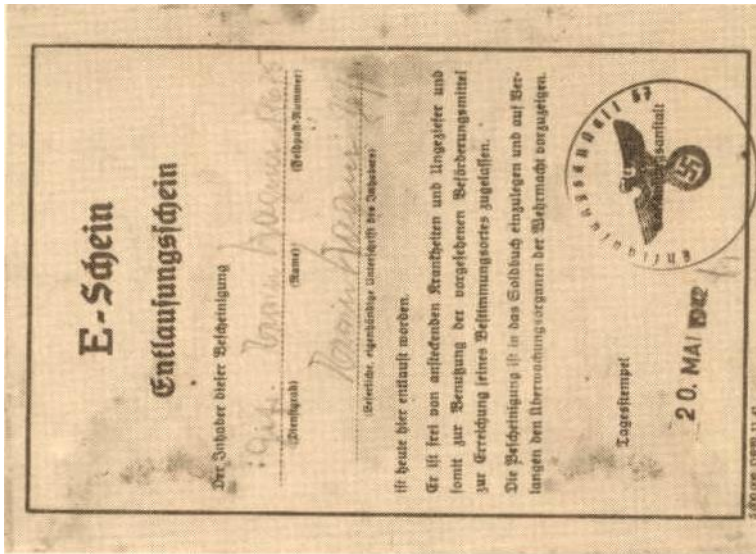 E-Schein
Entlausungsschein
Der Inhaber dieser Bescheinigung
(Dienstgrad) (Name) (Feldpost-Nummer)
(Leserliche, eigenhändige Unterschrift des Inhabers)
ist heute hier entlaust worden.
Er ist frei von ansteckenden Krankheiten und Ungeziefer und
somit zur Benutzung der vorgesehenen Beförderungsmittel
zur Erreichung seines Bestimmungsortes zugelassen.
Die Bescheinigung ist in das Soldbuch einzulegen und auf Ver-
langen den Überwachungsorganen der Wehrmacht vorzuzeigen.
Tagesstempel
20. MAI 1942
Entlausungsanstalt